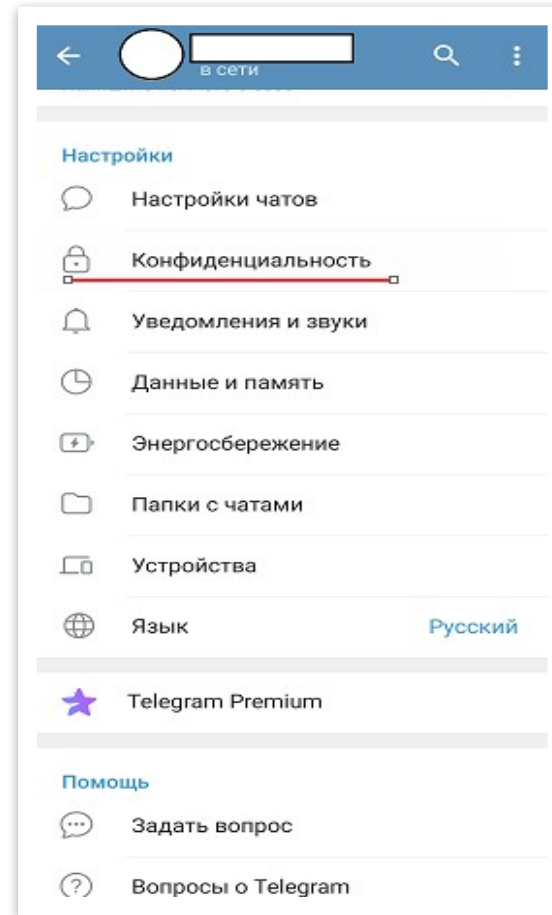 в сети
Настройки
Настройки чатов
Конфиденциальность
Уведомления и звуки
Данные и память
Энергосбережение
Папки с чатами
Устройства
Язык Русский
Telegram Premium
Помощь
Задать вопрос
Вопросы о Telegram